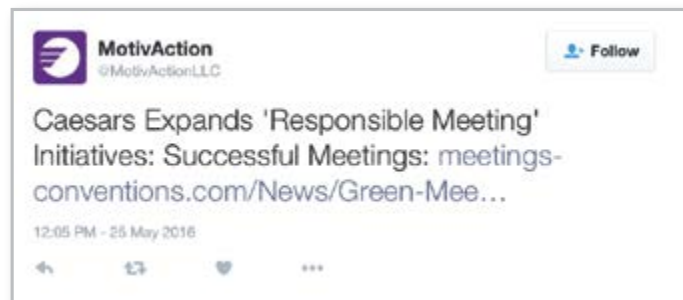 MotivAction
@MotivActionLLC
Follow
Caesars Expands 'Responsible Meeting'
Initiatives: Successful Meetings: meetings-
conventions.com/News/Green-Mee...
12:05 PM - 25 May 2016